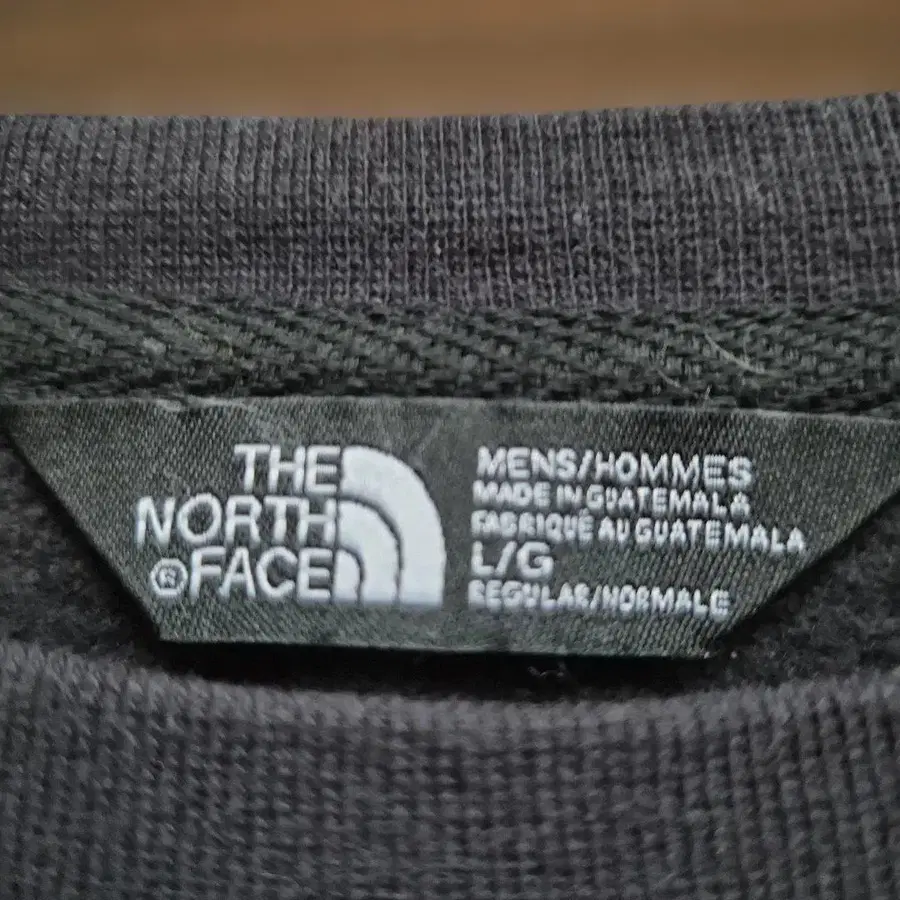 THE
NORTH
® FACE
MENS/HOMMES
MADE IN GUATEMALA
FABRIQUÉ AU GUATEMALA
L/G
REGULAR/NORMALE